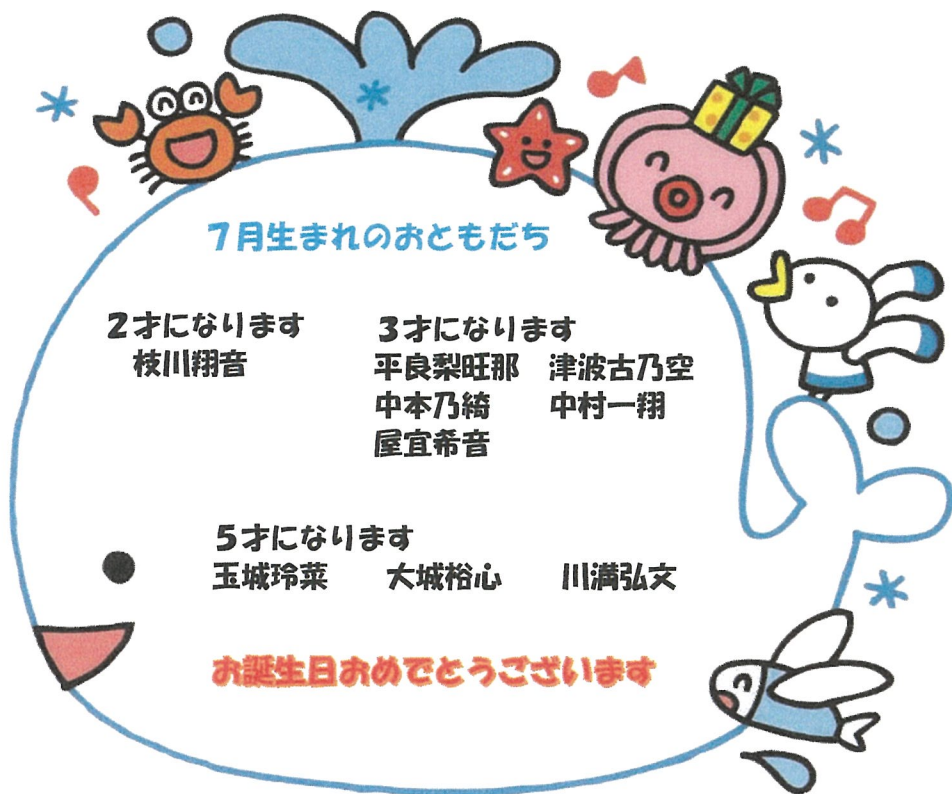 7月生まれのおともだち
2才になります
枝川翔音
3才になります
平良梨旺那　津波古乃空
中本乃綺　中村一翔
屋宜希音
5才になります
玉城玲菜　大城裕心　川満弘文
お誕生日おめでとうございます